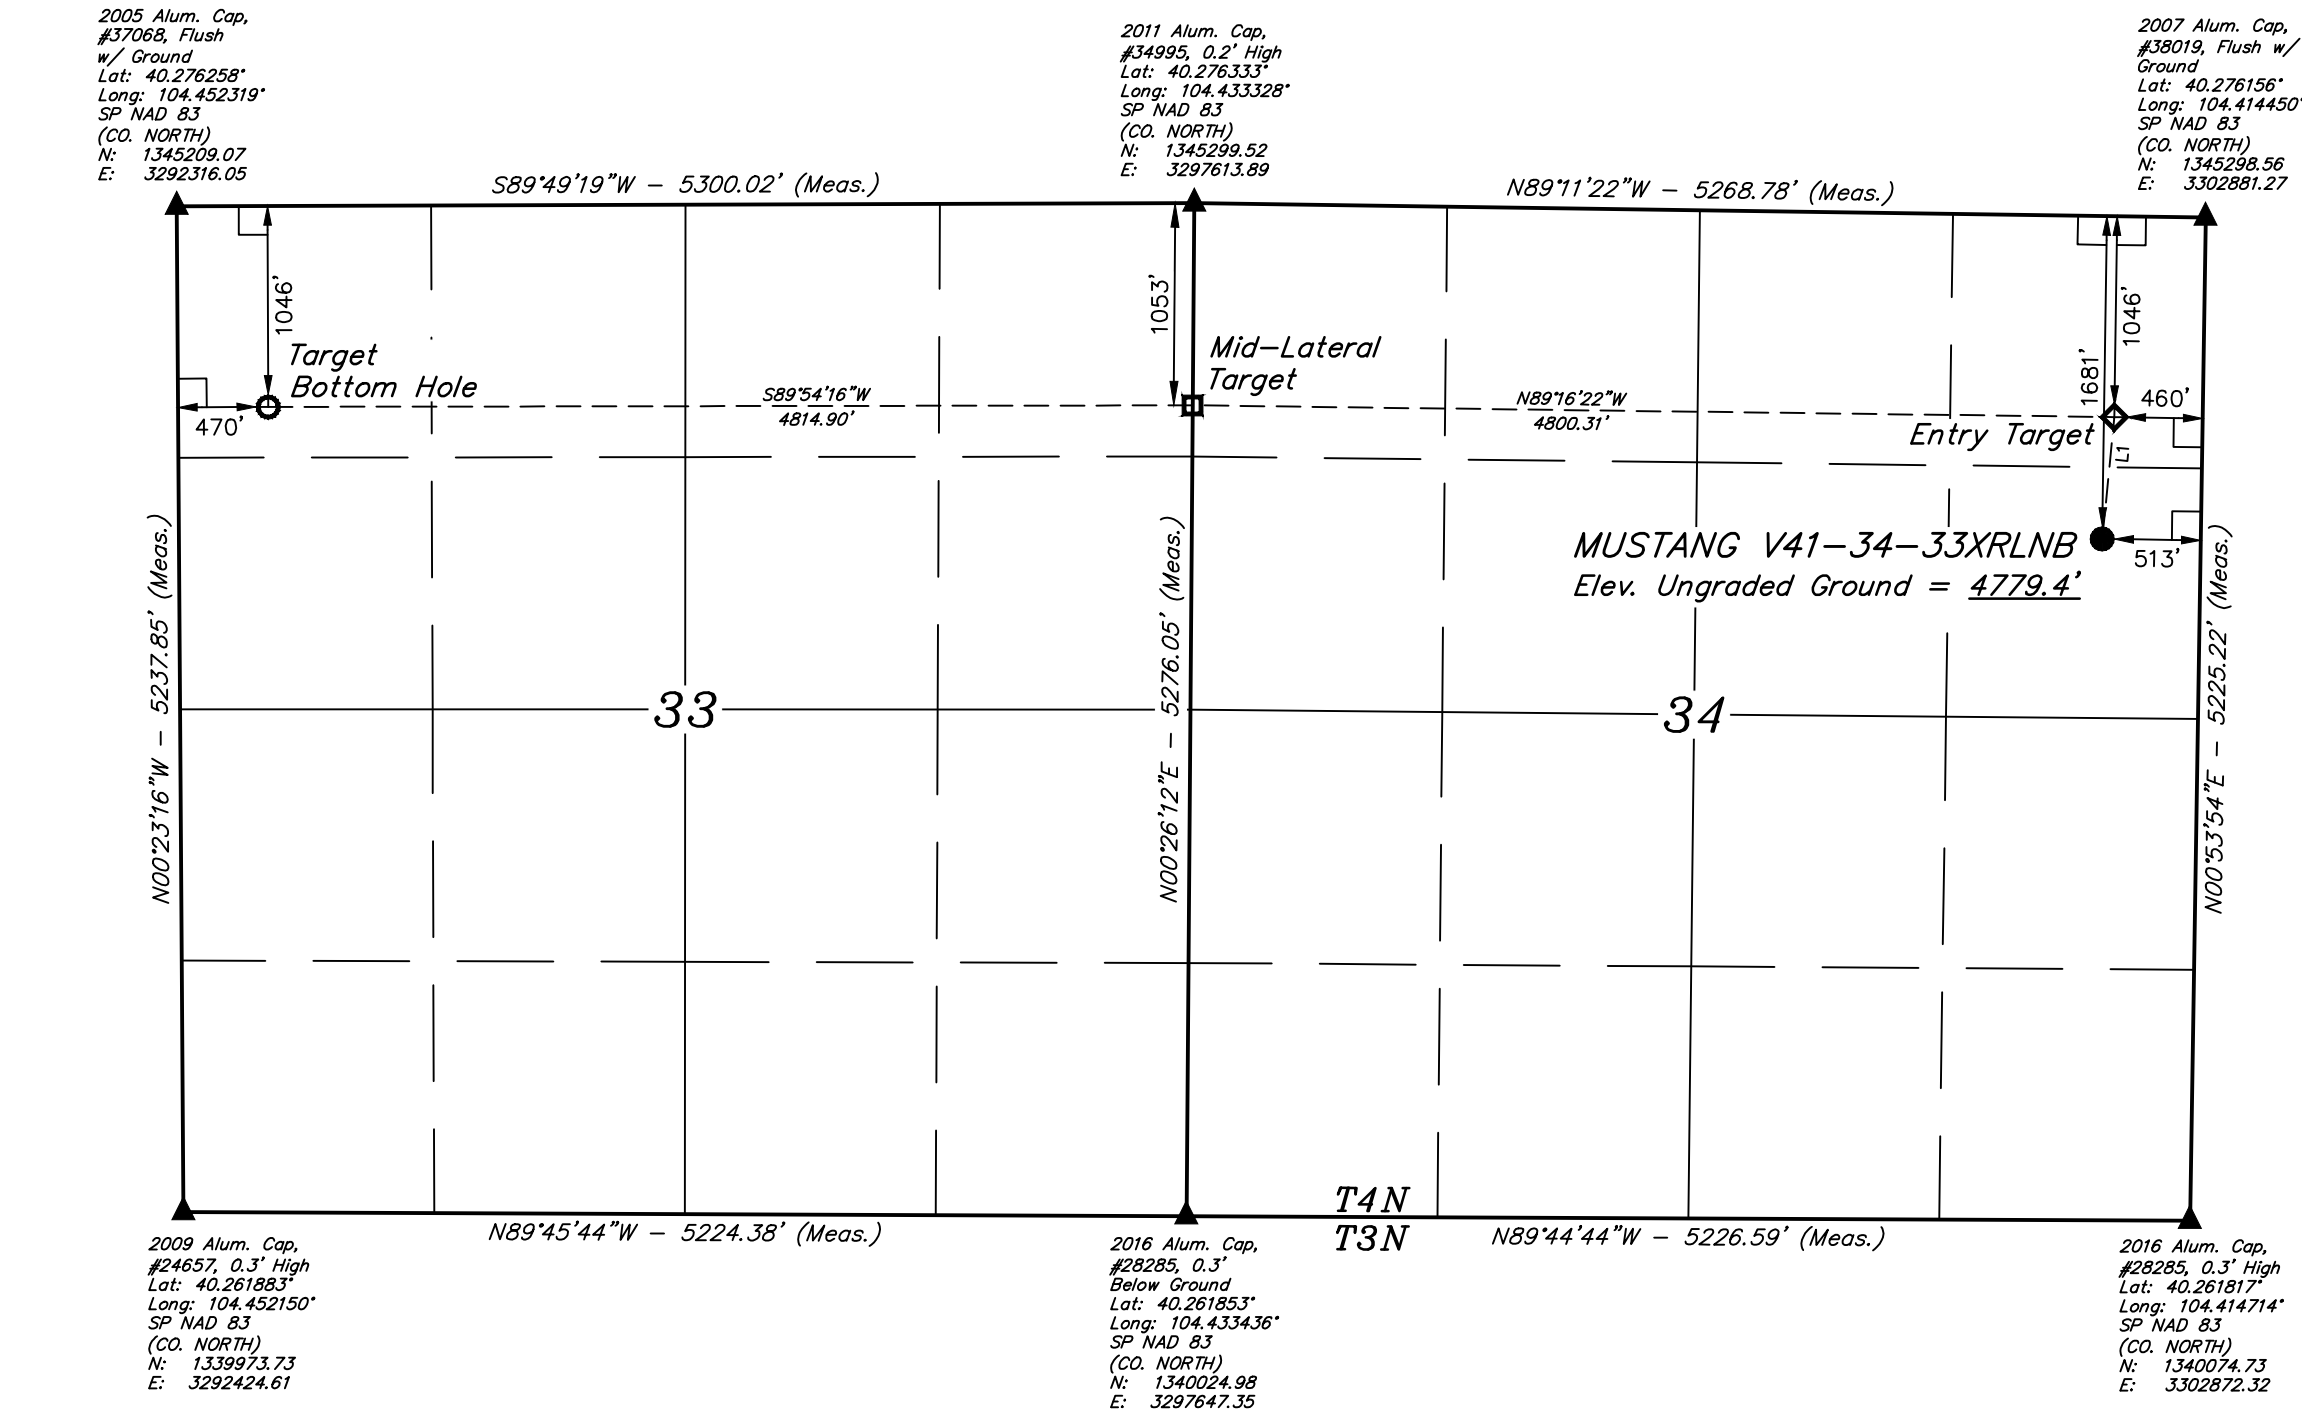 2005 Alum. Cap,
#37068, Flush
w/ Ground
Lat: 40.276258°
Long: 104.452319°
SP NAD 83
(CO. NORTH)
N: 1345209.07
E: 3292316.05
2011 Alum. Cap,
#34995, 0.2' High
Lat: 40.276333°
Long: 104.433328°
SP NAD 83
(CO. NORTH)
N: 1345299.52
E: 3297613.89
2007 Alum. Cap,
#38019, Flush w/
Ground
Lat: 40.276156°
Long: 104.414450°
SP NAD 83
(CO. NORTH)
N: 1345298.56
E: 3302881.27
S89°49'19"W – 5300.02' (Meas.)
N89°11'22"W – 5268.78' (Meas.)
1046'
1053'
1046'
1681'
Target
Bottom Hole
Mid-Lateral
Target
S89°54'16"W
4814.90'
N89°16'22"W
4800.31'
470'
460'
Entry Target
L1
MUSTANG V41-34-33XRLNB
513'
Elev. Ungraded Ground = 4779.4'
N00°23'16"W – 5237.85' (Meas.)
N00°26'12"E – 5276.05' (Meas.)
N00°53'54"E – 5225.22' (Meas.)
33
34
T4N
T3N
N89°45'44"W – 5224.38' (Meas.)
N89°44'44"W – 5226.59' (Meas.)
2009 Alum. Cap,
#24657, 0.3' High
Lat: 40.261883°
Long: 104.452150°
SP NAD 83
(CO. NORTH)
N: 1339973.73
E: 3292424.61
2016 Alum. Cap,
#28285, 0.3'
Below Ground
Lat: 40.261853°
Long: 104.433436°
SP NAD 83
(CO. NORTH)
N: 1340024.98
E: 3297647.35
2016 Alum. Cap,
#28285, 0.3' High
Lat: 40.261817°
Long: 104.414714°
SP NAD 83
(CO. NORTH)
N: 1340074.73
E: 3302872.32